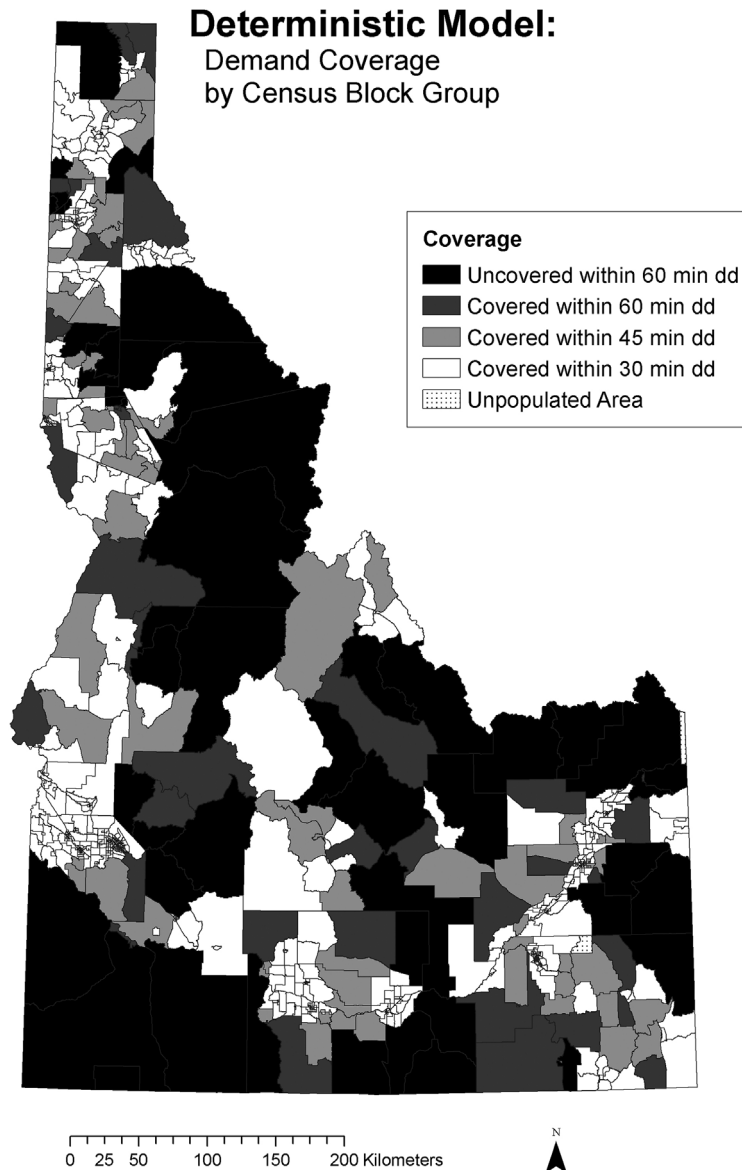 Deterministic Model:
Demand Coverage
by Census Block Group
Coverage
Uncovered within 60 min dd
Covered within 60 min dd
Covered within 45 min dd
Covered within 30 min dd
Unpopulated Area
N
0 25 50 100 150 200 Kilometers